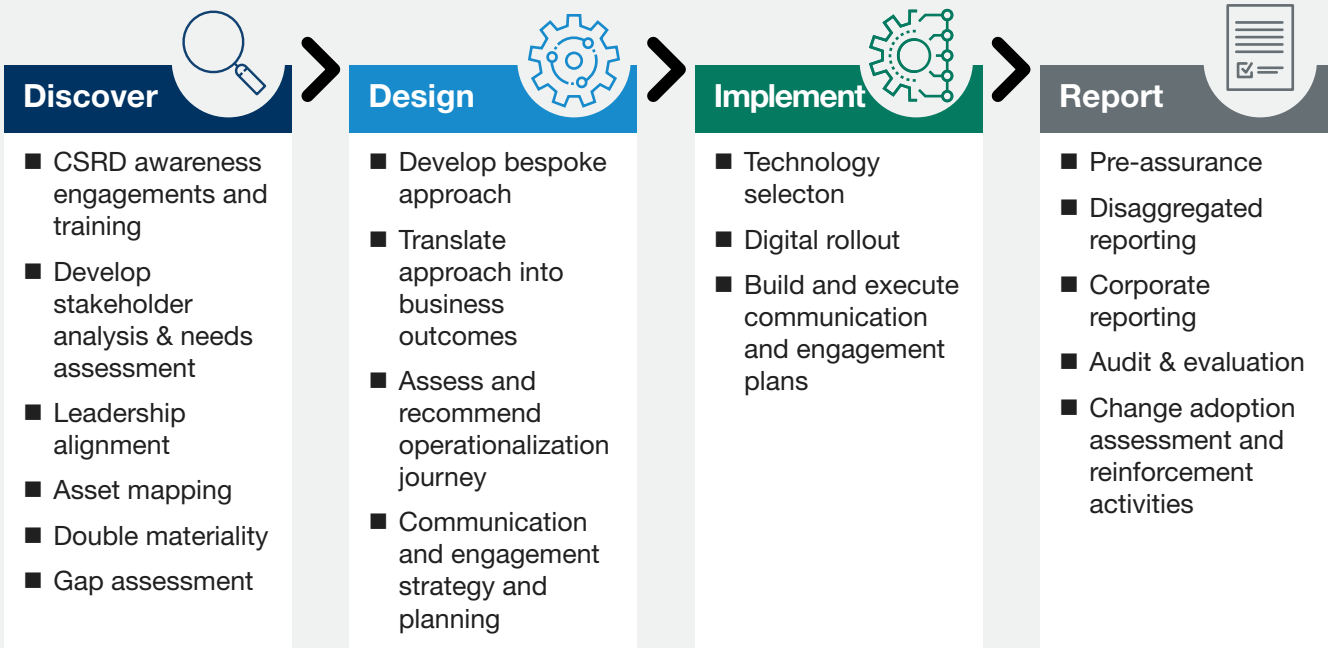 Discover
CSRD awareness
engagements and
training
Develop
stakeholder
analysis & needs
assessment
Leadership
alignment
Asset mapping
Double materiality
Gap assessment
Design
Develop bespoke
approach
Translate
approach into
business
outcomes
Assess and
recommend
operationalization
journey
Communication
and engagement
strategy and
planning
Implement
Technology
selecton
Digital rollout
Build and execute
communication
and engagement
plans
Report
Pre-assurance
Disaggregated
reporting
Corporate
reporting
Audit & evaluation
Change adoption
assessment and
reinforcement
activities